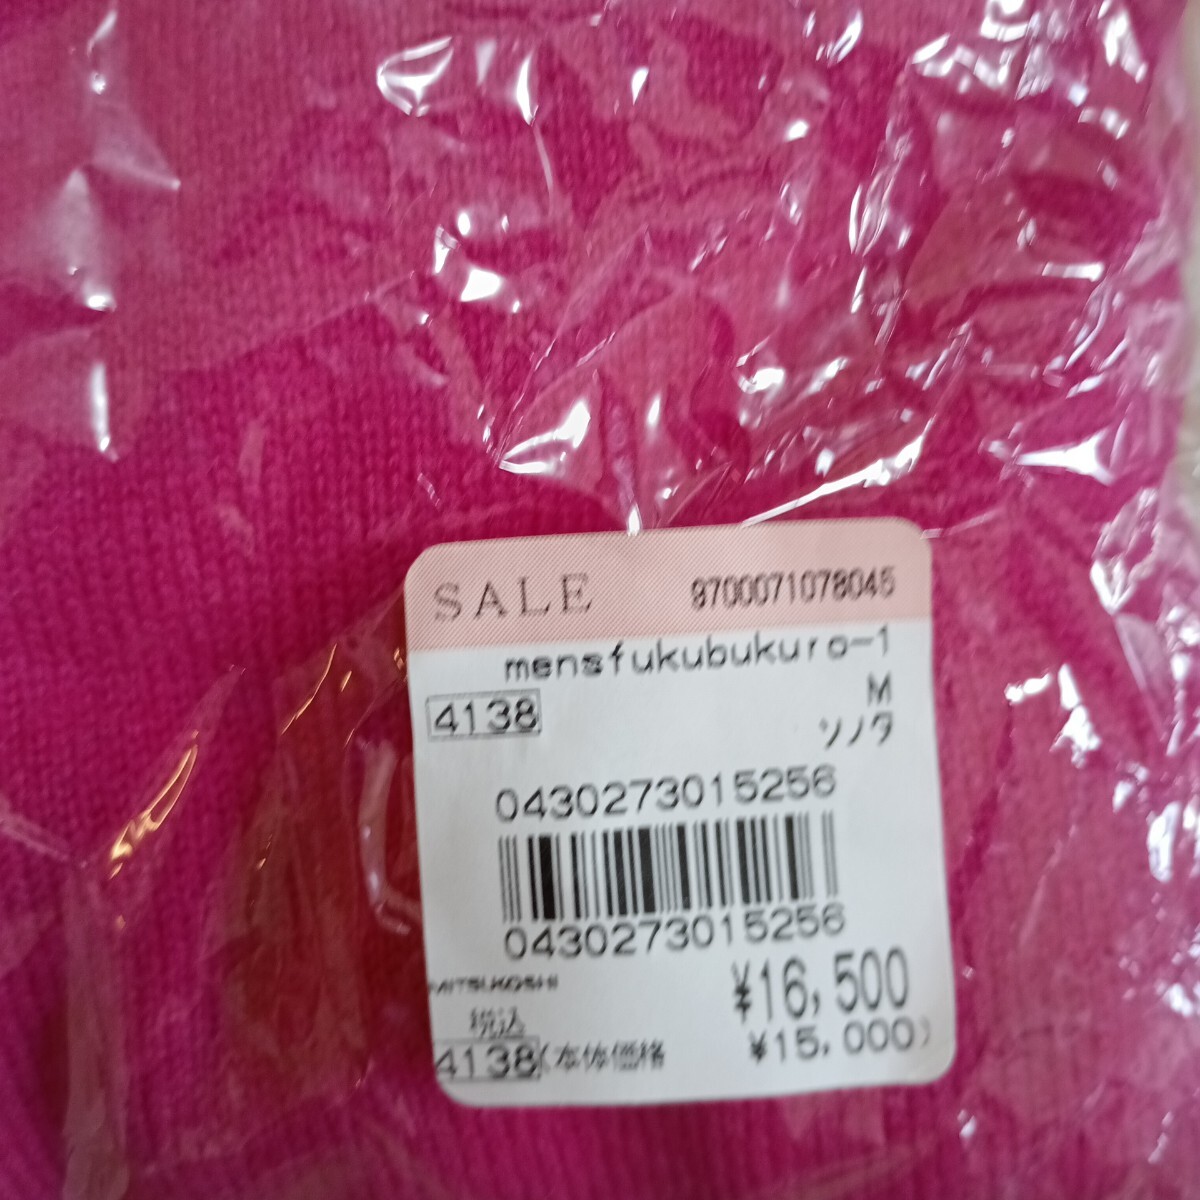 SALE 9700071078045
mensfukubukuro-1
4138 M
ソノタ
0430273015256
0430273015256
MITSUKOSHI ¥16,500
税込
4138(本体価格 ¥15,000)